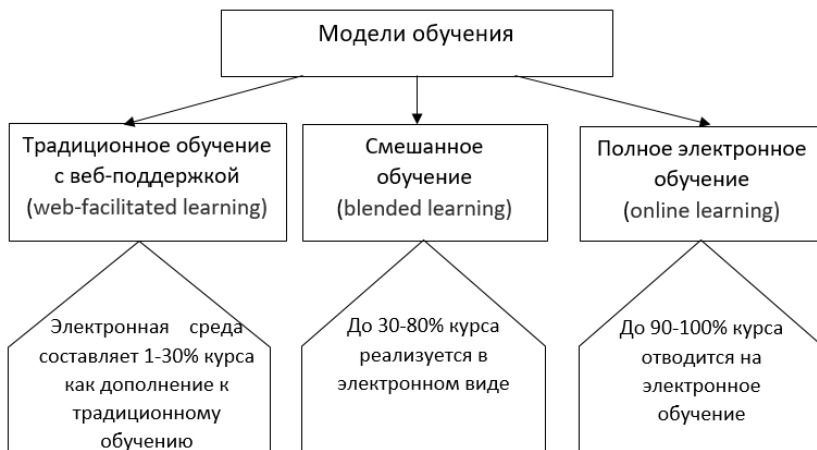 Модели обучения
Традиционное обучение
с веб-поддержкой
(web-facilitated learning)
Смешанное
обучение
(blended learning)
Полное электронное
обучение
(online learning)
Электронная среда
составляет 1-30% курса
как дополнение к
традиционному
обучению
До 30-80% курса
реализуется в
электронном виде
До 90-100% курса
отводится на
электронное
обучение